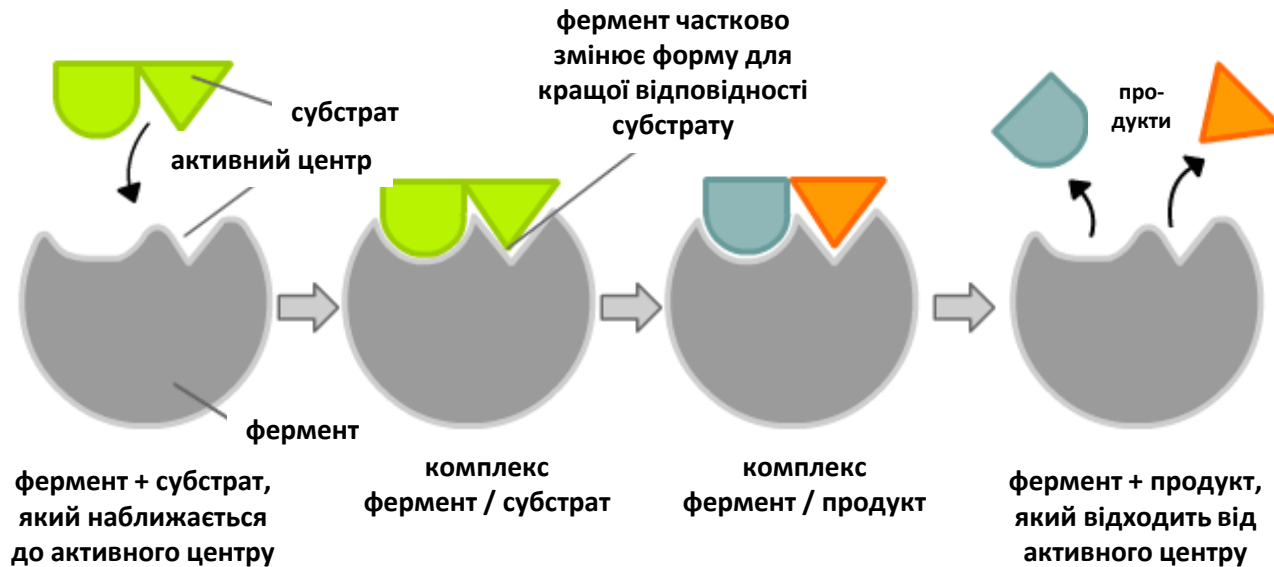 фермент частково
змінює форму для
кращої відповідності
субстрату
субстрат
активний центр
про-
дукти
фермент
фермент + субстрат,
який наближається
до активного центру
комплекс
фермент / субстрат
комплекс
фермент / продукт
фермент + продукт,
який відходить від
активного центру